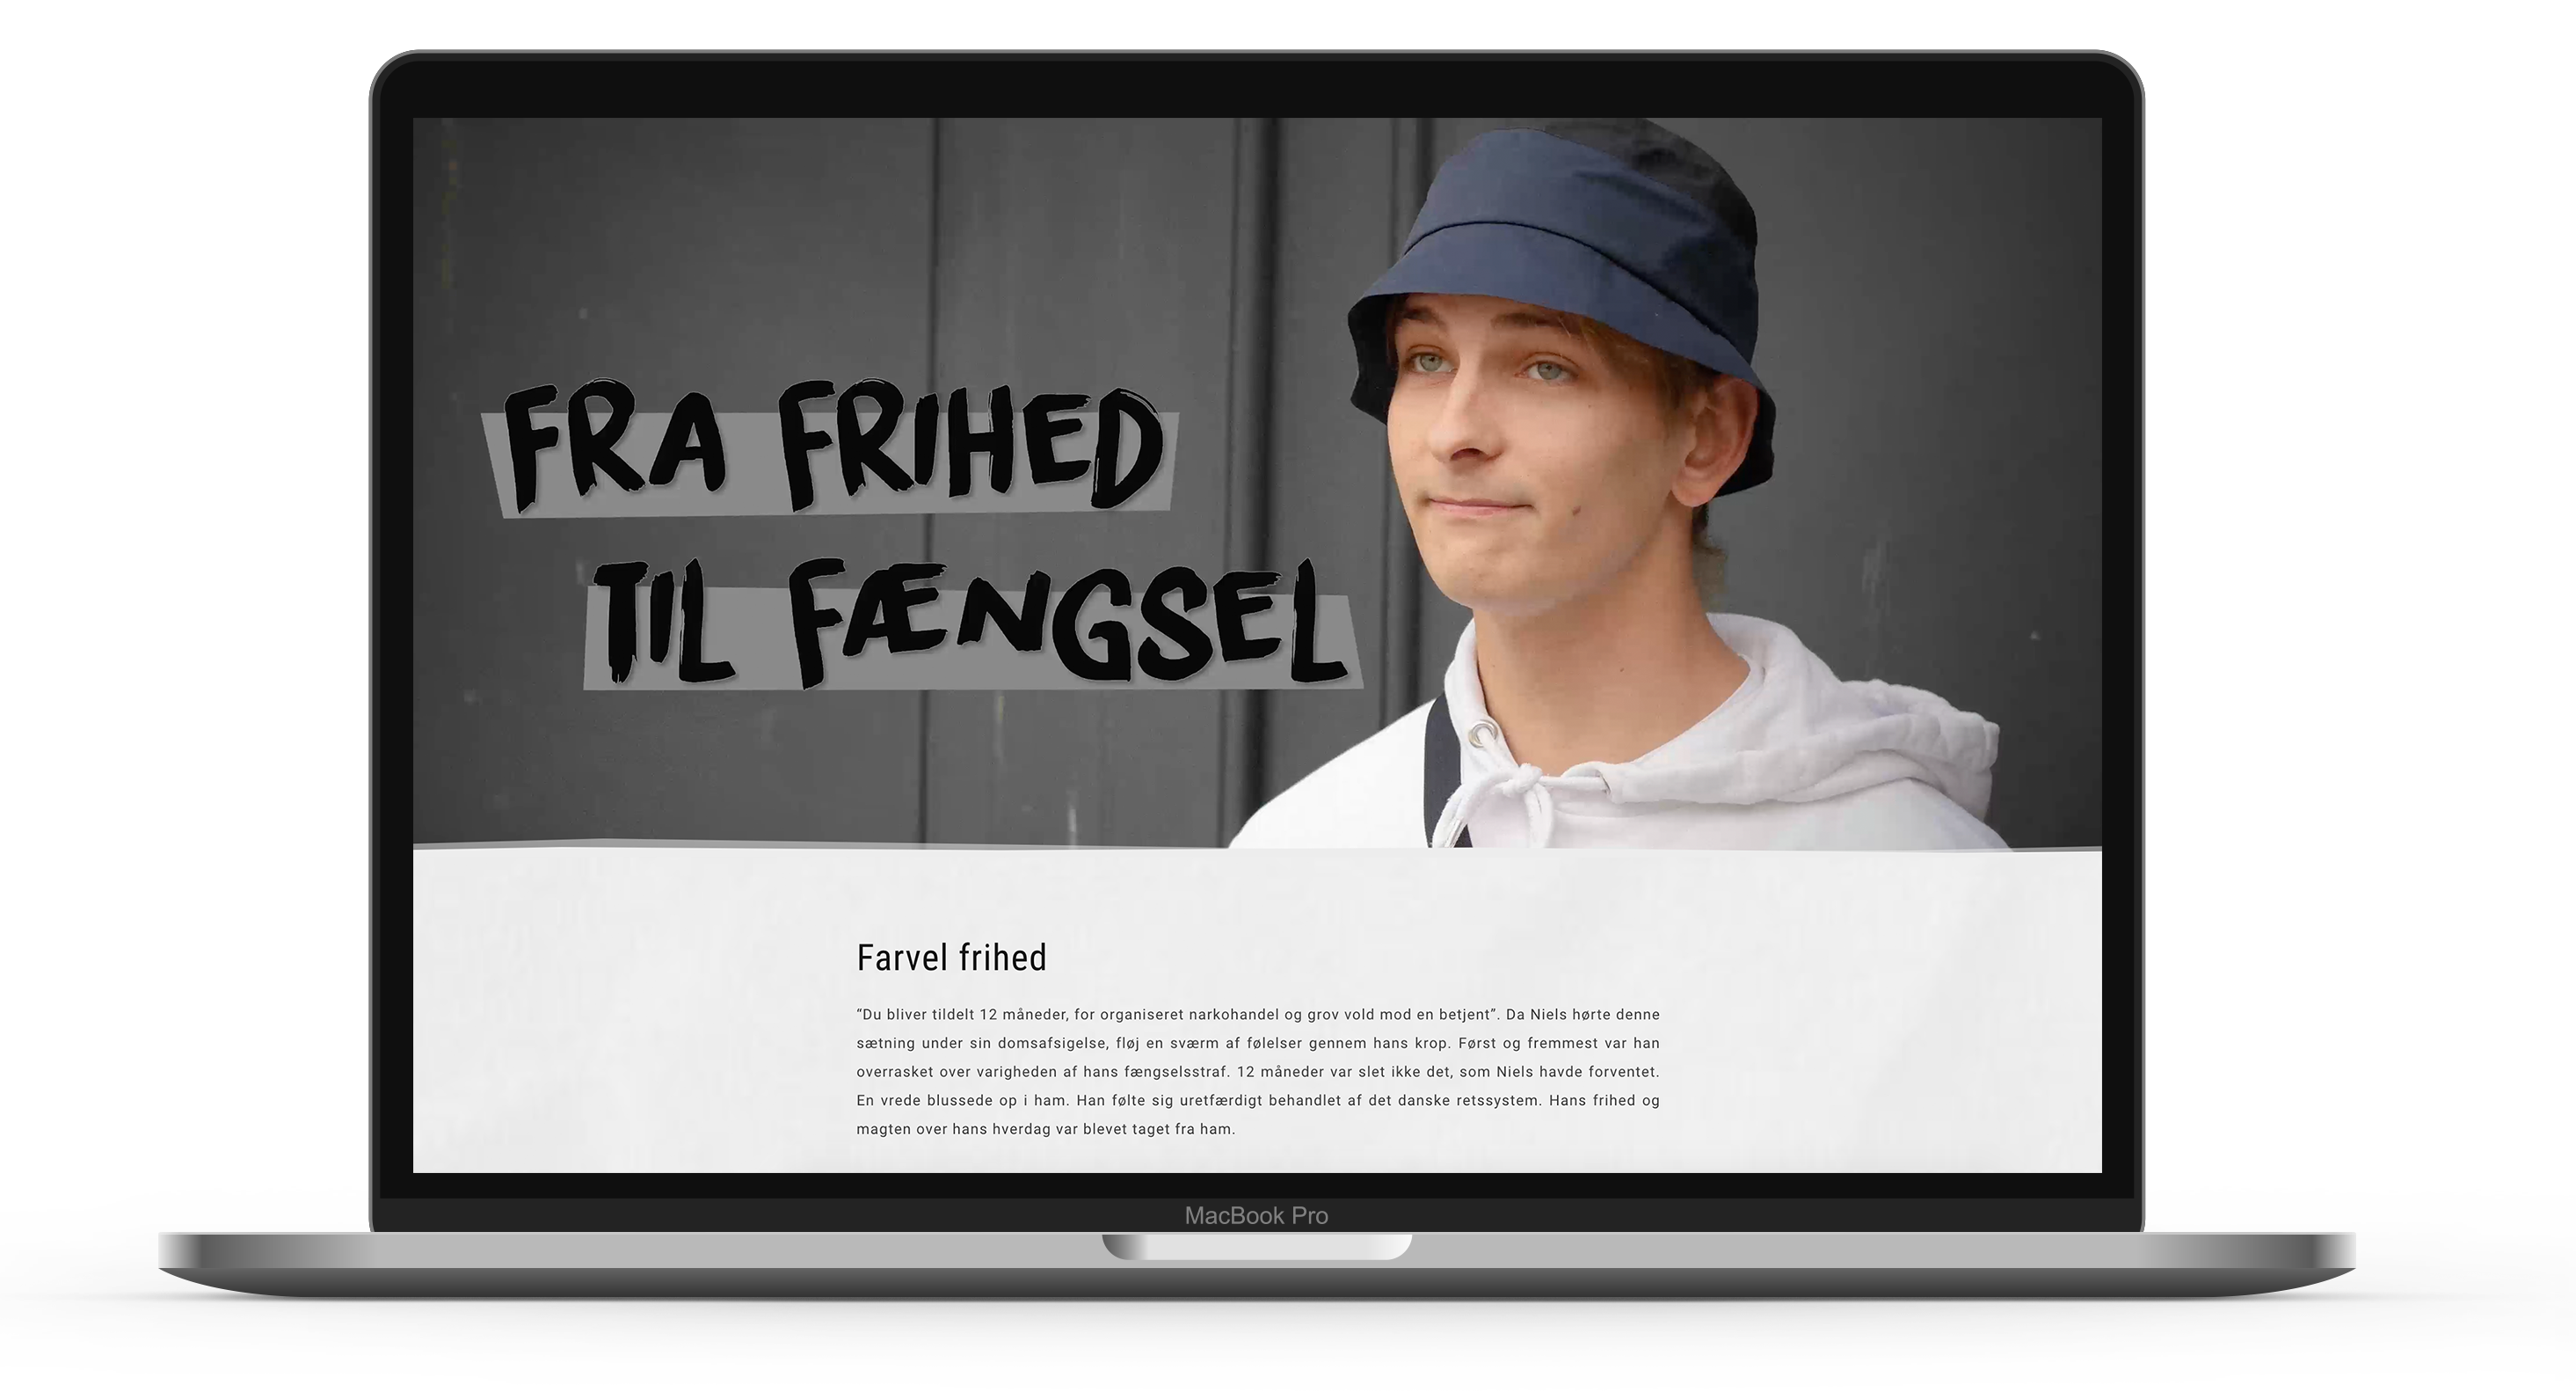 FRA FRIHED
TIL FÆNGSEL
Farvel frihed
“Du bliver tildelt 12 måneder, for organiseret narkohandel og grov vold mod en betjent”. Da Niels hørte denne
sætning under sin domsafsigelse, fløj en sværm af følelser gennem hans krop. Først og fremmest var han
overrasket over varigheden af hans fængselsstraf. 12 måneder var slet ikke det, som Niels havde forventet.
En vrede blussede op i ham. Han følte sig uretfærdigt behandlet af det danske retssystem. Hans frihed og
magten over hans hverdag var blevet taget fra ham.
MacBook Pro